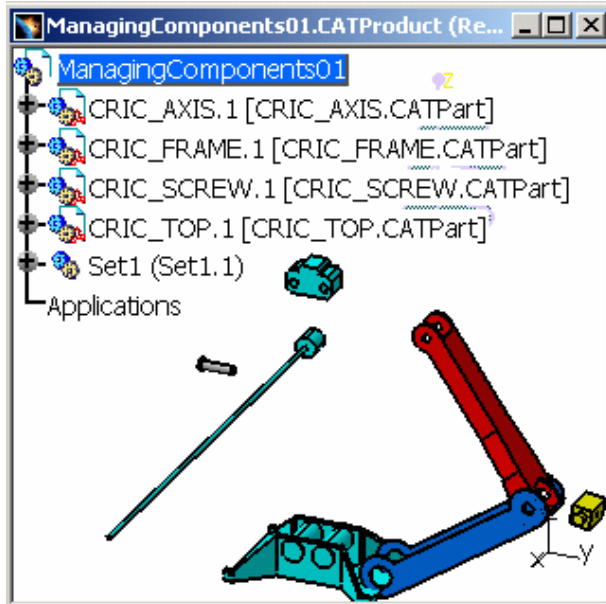 ManagingComponents01.CATProduct (Re...
ManagingComponents01
z
CRIC_AXIS.1 [CRIC_AXIS.CATPart]
CRIC_FRAME.1 [CRIC_FRAME.CATPart]
CRIC_SCREW.1 [CRIC_SCREW.CATPart]
CRIC_TOP.1 [CRIC_TOP.CATPart]
Set1 (Set1.1)
Applications
x y